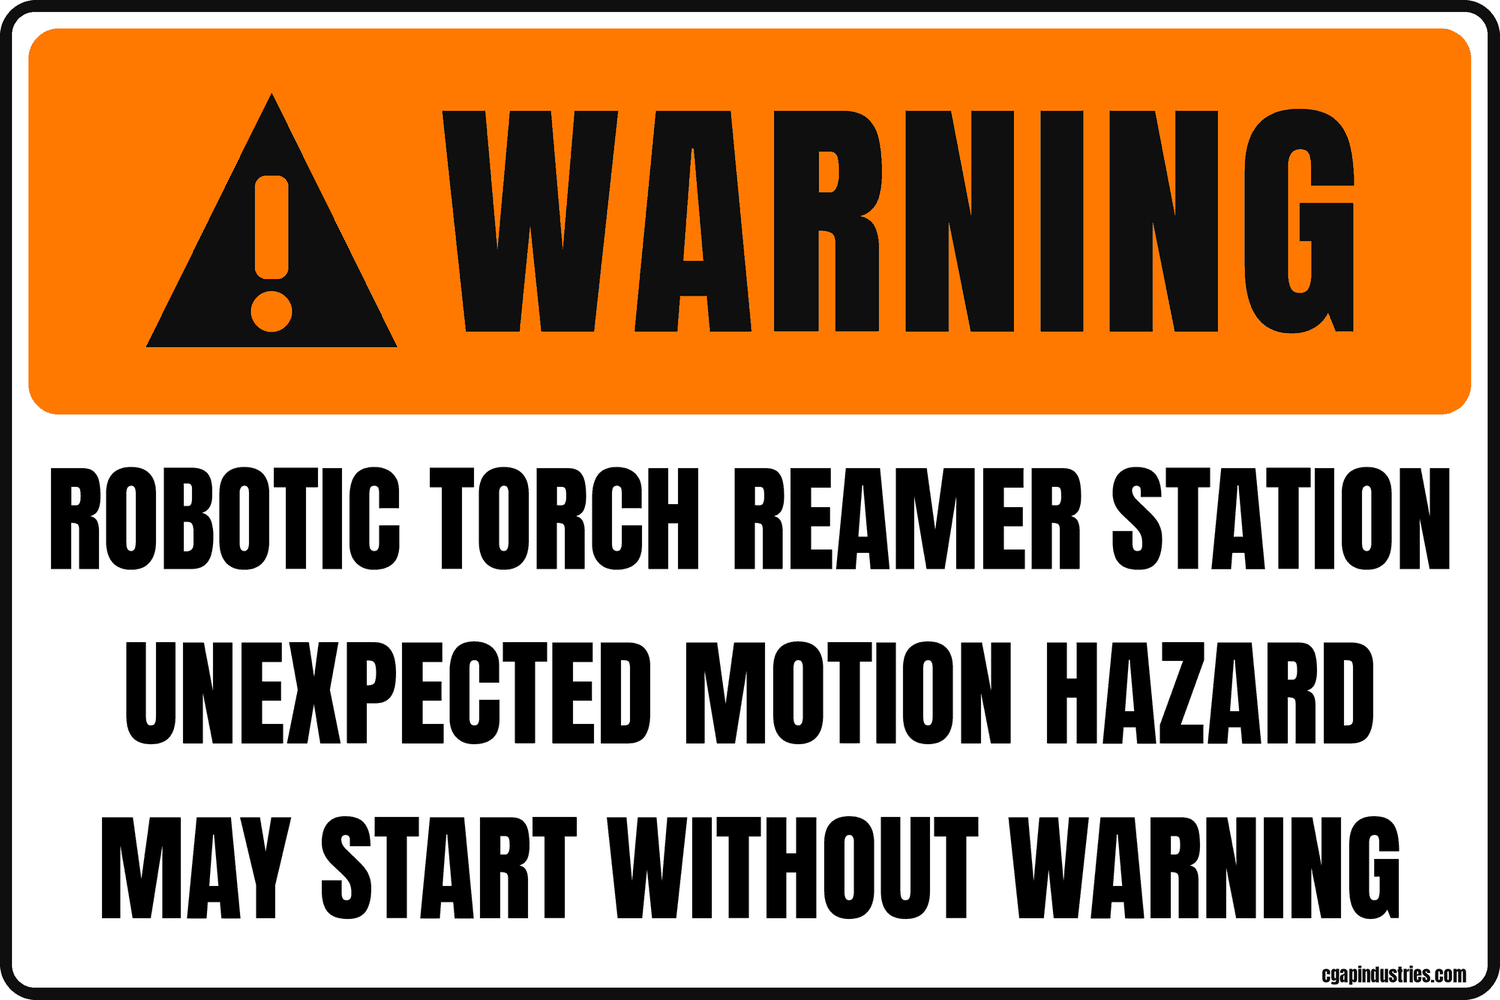 WARNING
ROBOTIC TORCH REAMER STATION
UNEXPECTED MOTION HAZARD
MAY START WITHOUT WARNING
cgapindustries.com